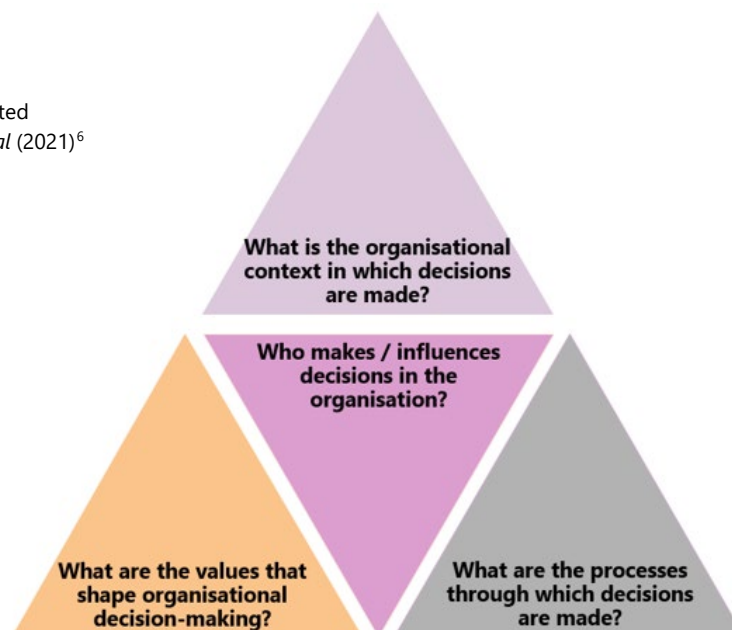 ted
al (2021)6
What is the organisational
context in which decisions
are made?
Who makes / influences
decisions in the
organisation?
What are the values that
shape organisational
decision-making?
What are the processes
through which decisions
are made?